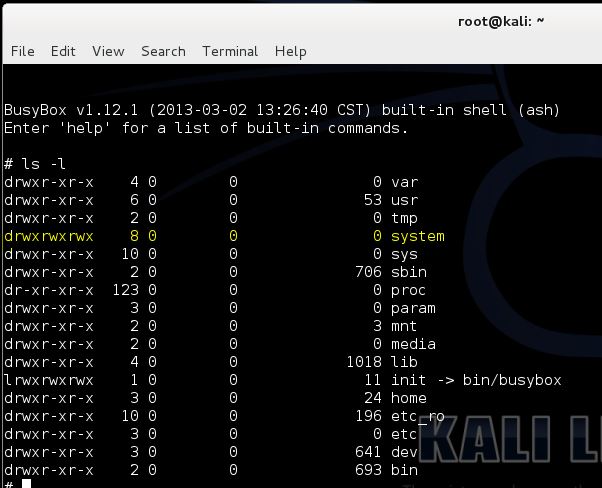 root@kali: ~
File Edit View Search Terminal Help
BusyBox v1.12.1 (2013-03-02 13:26:40 CST) built-in shell (ash)
Enter 'help' for a list of built-in commands.
# ls -l
drwxr-xr-x 4 0 0 0 var
drwxr-xr-x 6 0 0 53 usr
drwxr-xr-x 2 0 0 0 tmp
drwxrwxrwx 8 0 0 0 system
drwxr-xr-x 10 0 0 0 sys
drwxr-xr-x 2 0 0 706 sbin
dr-xr-xr-x 123 0 0 0 proc
drwxr-xr-x 3 0 0 0 param
drwxr-xr-x 2 0 0 3 mnt
drwxr-xr-x 2 0 0 0 media
drwxr-xr-x 4 0 0 1018 lib
lrwxrwxrwx 1 0 0 11 init -> bin/busybox
drwxr-xr-x 3 0 0 24 home
drwxr-xr-x 10 0 0 196 etc_ro
drwxr-xr-x 3 0 0 0 etc
drwxr-xr-x 3 0 0 641 dev
drwxr-xr-x 2 0 0 693 bin
#
KALI LI